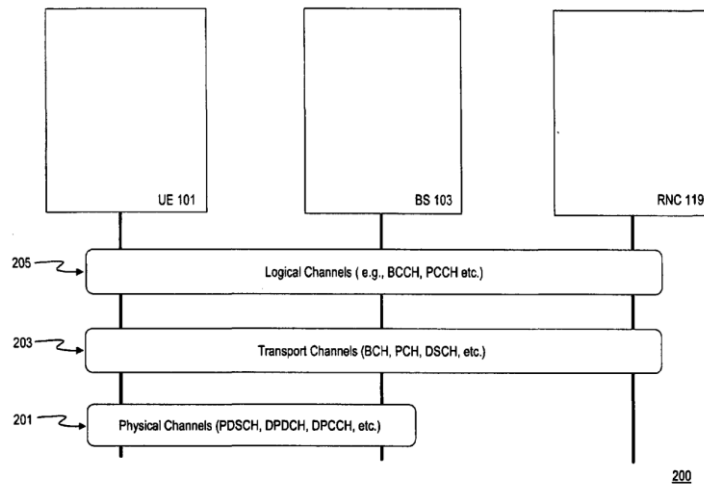 UE 101
BS 103
RNC 119
205
Logical Channels ( e.g., BCCH, PCCH etc.)
203
Transport Channels (BCH, PCH, DSCH, etc.)
201
Physical Channels (PDSCH, DPDCH, DPCCH, etc.)
200